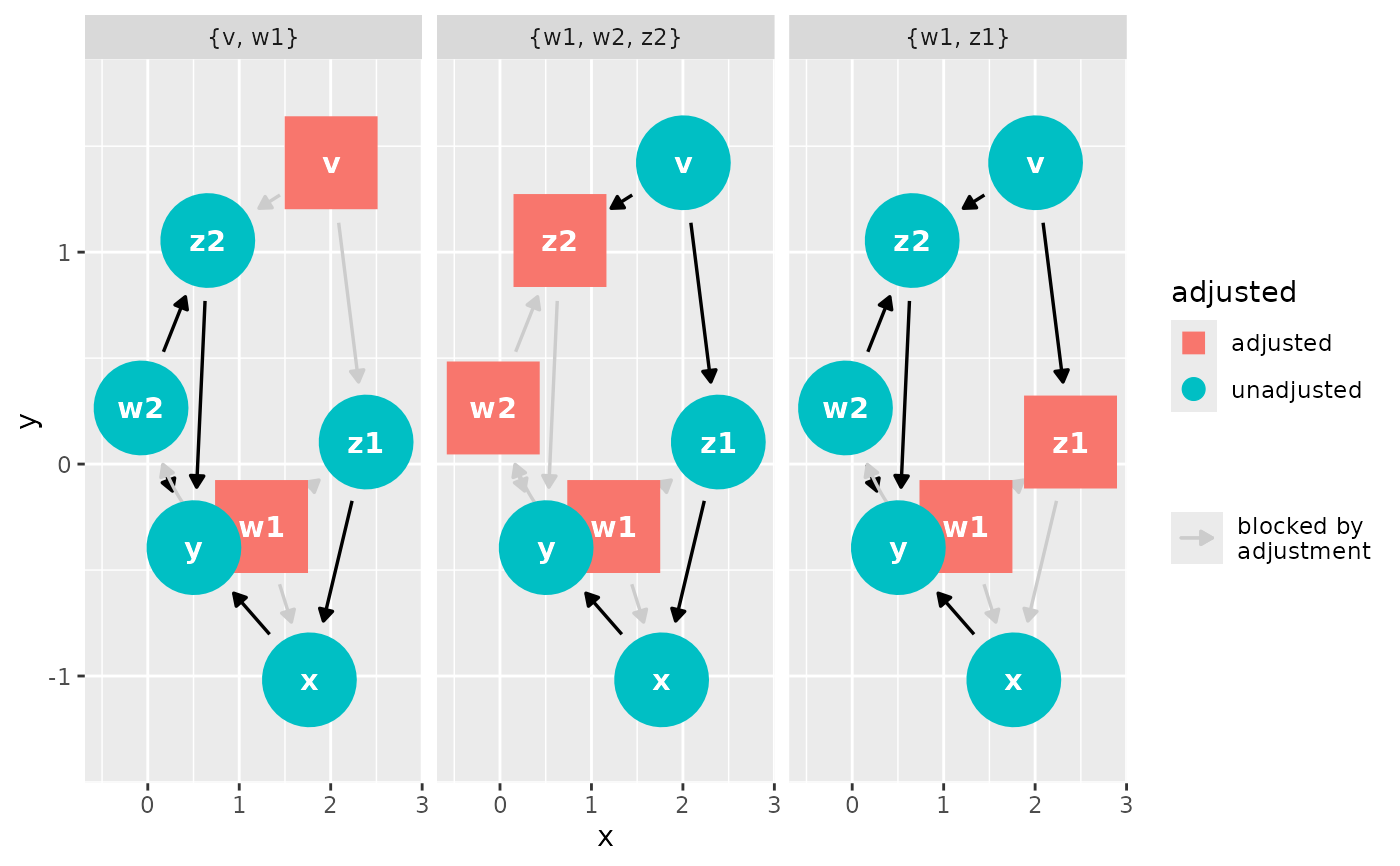 {v, w1}
{w1, w2, z2}
{w1, z1}
v
z2
w2
z1
w1
y
x
v
z2
w2
z1
w1
y
x
v
z2
w2
z1
w1
y
x
1
0
-1
y
0 1 2 3
0 1 2 3
0 1 2 3
x
adjusted
adjusted
unadjusted
blocked by
adjustment